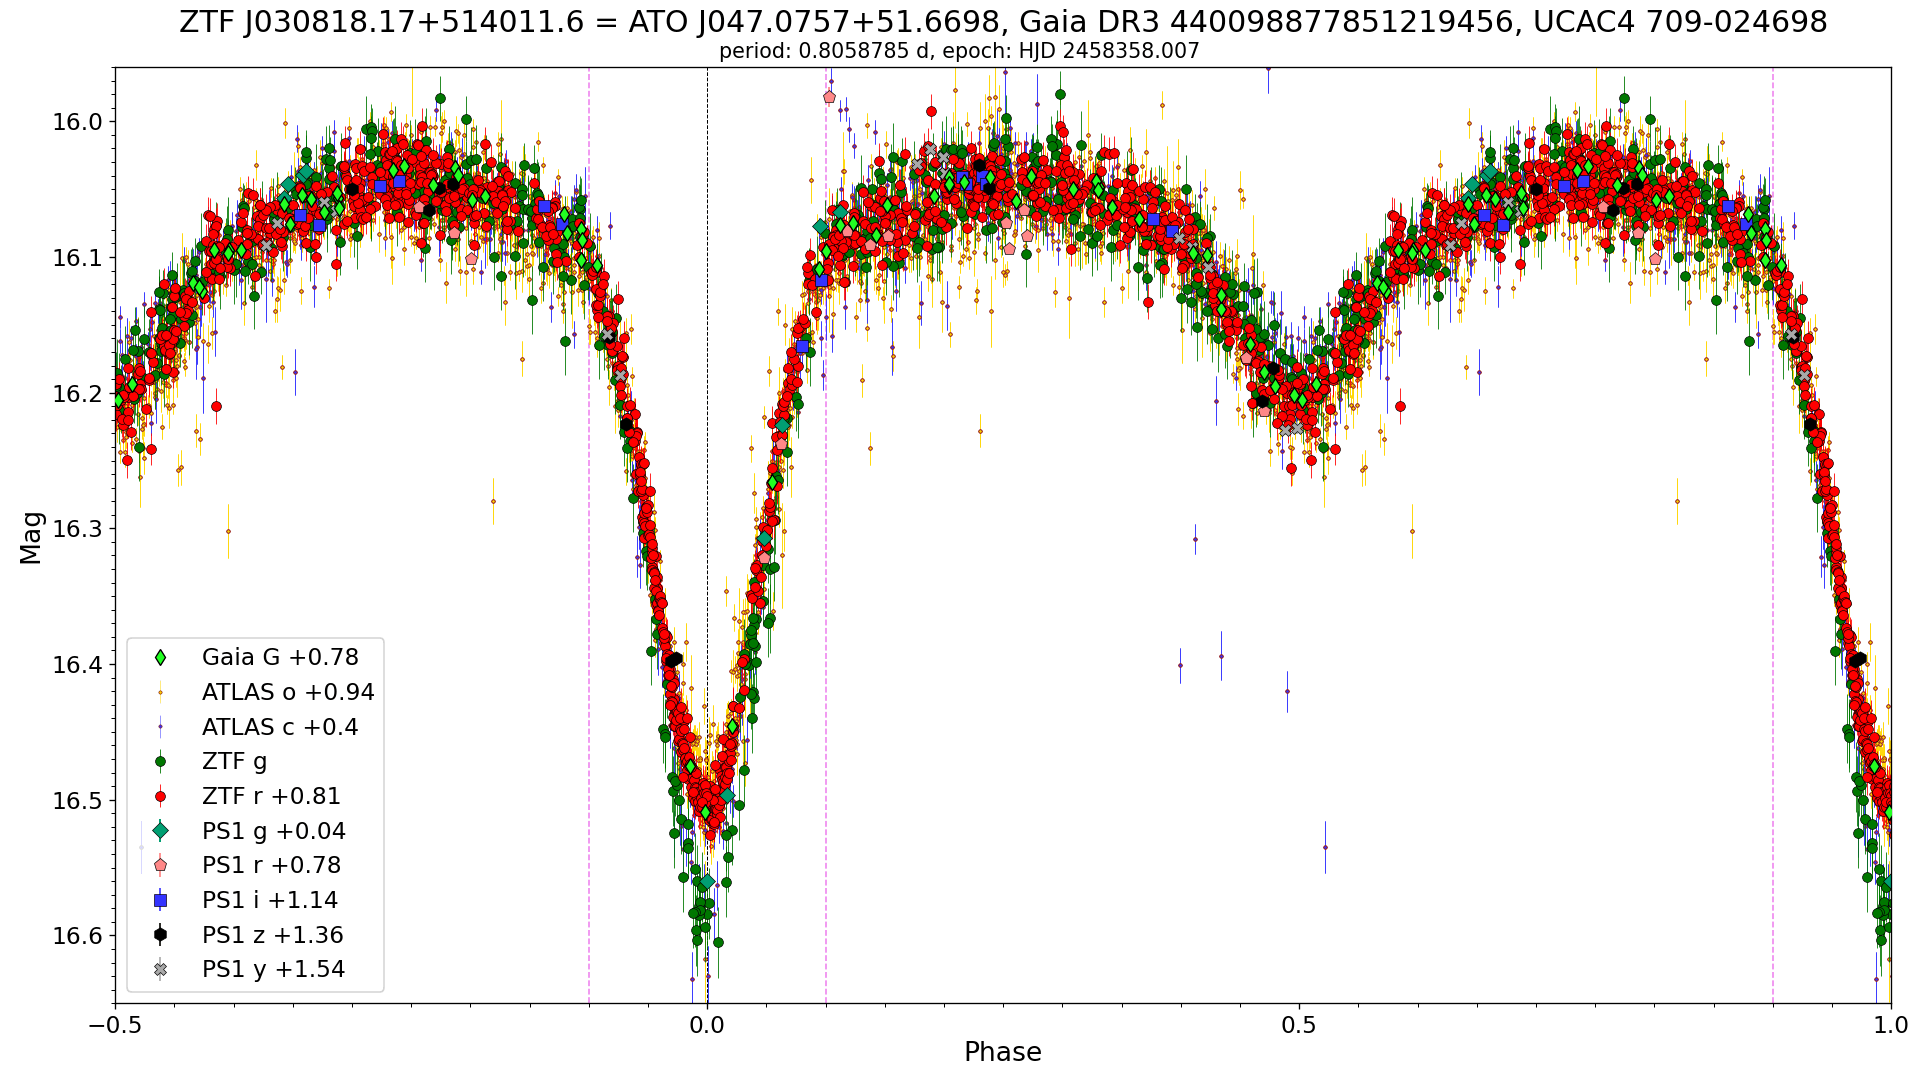 ZTF J030818.17+514011.6 = ATO J047.0757+51.6698, Gaia DR3 440098877851219456, UCAC4 709-024698
period: 0.8058785 d, epoch: HJD 2458358.007
Mag
16.0
16.1
16.2
16.3
16.4
16.5
16.6
Gaia G +0.78
ATLAS o +0.94
ATLAS c +0.4
ZTF g
ZTF r +0.81
PS1 g +0.04
PS1 r +0.78
PS1 i +1.14
PS1 z +1.36
PS1 y +1.54
−0.5 0.0 0.5 1.0
Phase